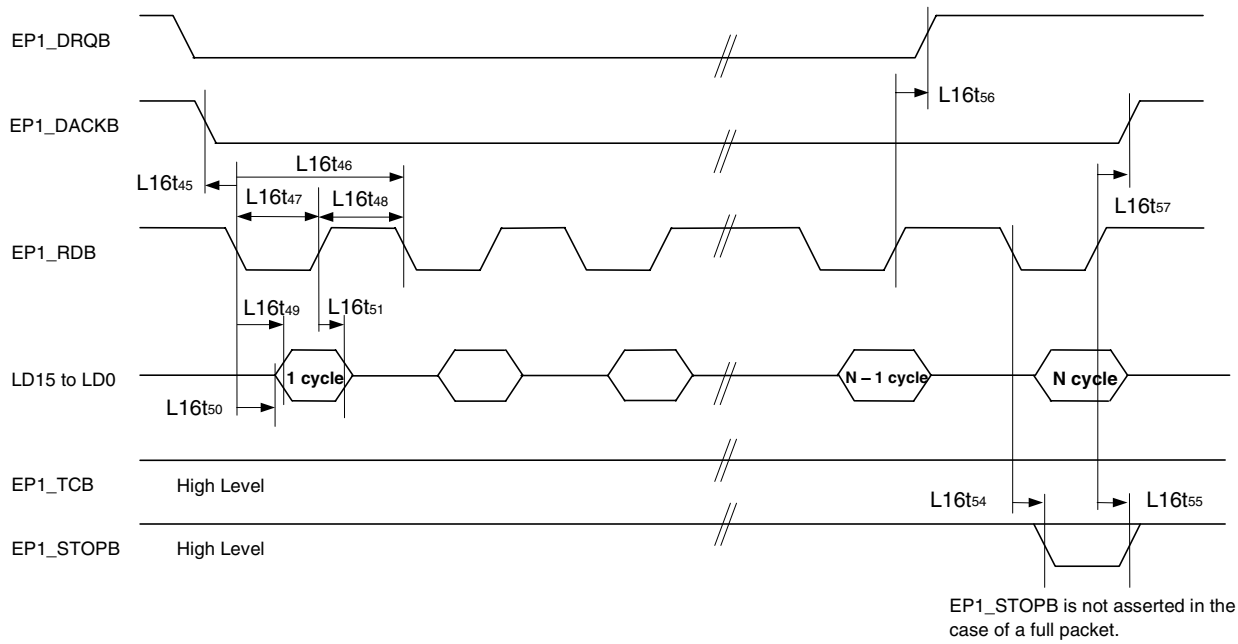 EP1_DRQB
L16t56
EP1_DACKB
L16t46
L16t45
L16t47
L16t48
L16t57
EP1_RDB
L16t49
L16t51
LD15 to LD0
1 cycle
N – 1 cycle
N cycle
L16t50
EP1_TCB
High Level
L16t54
L16t55
EP1_STOPB
High Level
EP1_STOPB is not asserted in the
case of a full packet.